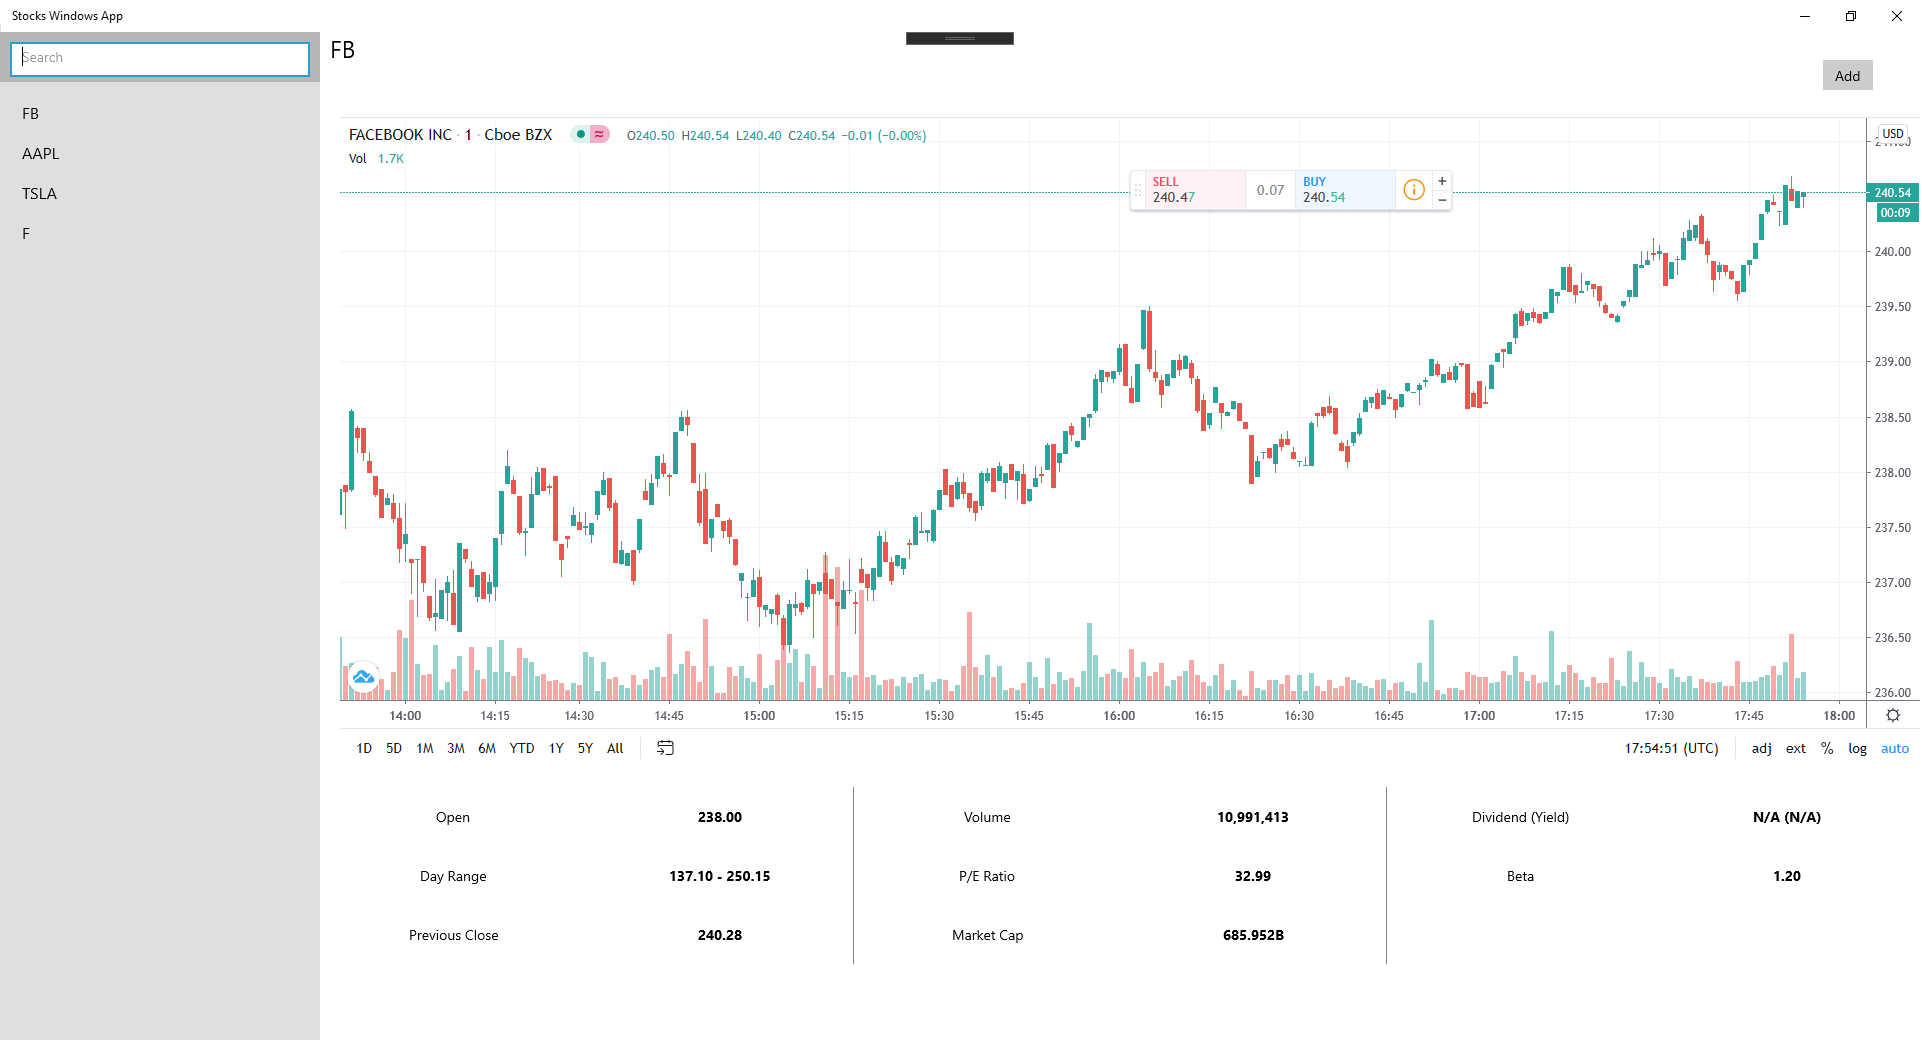 Stocks Windows App
Search
FB
AAPL
TSLA
F
FB
Add
FACEBOOK INC · 1 · Cboe BZX ≈ O240.50 H240.54 L240.40 C240.54 −0.01 (−0.00%)
Vol 1.7K
SELL
240.47
0.07
BUY
240.54
+
−
USD
240.54
00:09
240.00
239.50
239.00
238.50
238.00
237.50
237.00
236.50
236.00
14:00 14:15 14:30 14:45 15:00 15:15 15:30 15:45 16:00 16:15 16:30 16:45 17:00 17:15 17:30 17:45 18:00
1D 5D 1M 3M 6M YTD 1Y 5Y All 17:54:51 (UTC) adj ext % log auto
Open 238.00 Volume 10,991,413 Dividend (Yield) N/A (N/A)
Day Range 137.10 - 250.15 P/E Ratio 32.99 Beta 1.20
Previous Close 240.28 Market Cap 685.952B